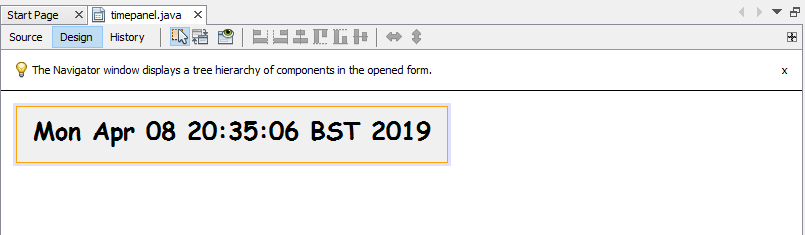 Start Page x timepanel.java x
Source Design History
The Navigator window displays a tree hierarchy of components in the opened form. x
Mon Apr 08 20:35:06 BST 2019